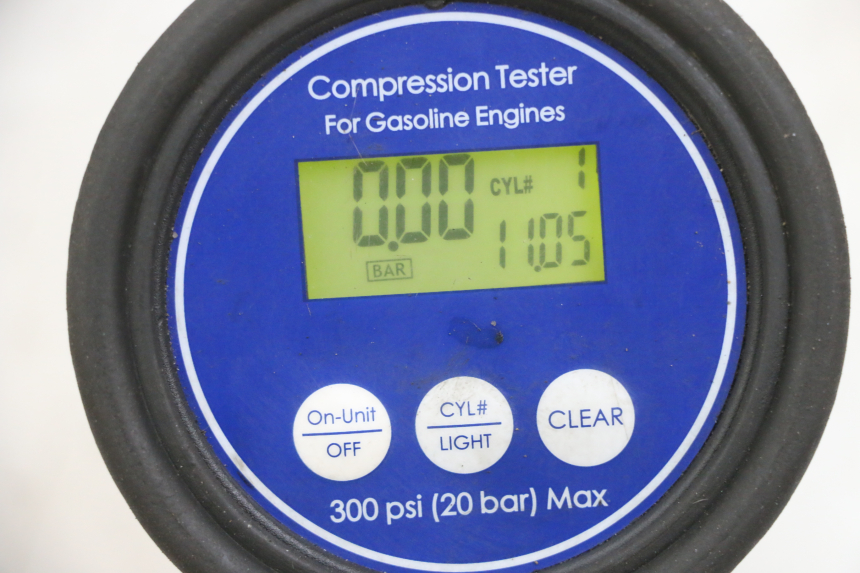 Compression Tester
For Gasoline Engines
0.00 CYL# 1
BAR 11.05
On-Unit
OFF
CYL#
LIGHT
CLEAR
300 psi (20 bar) Max